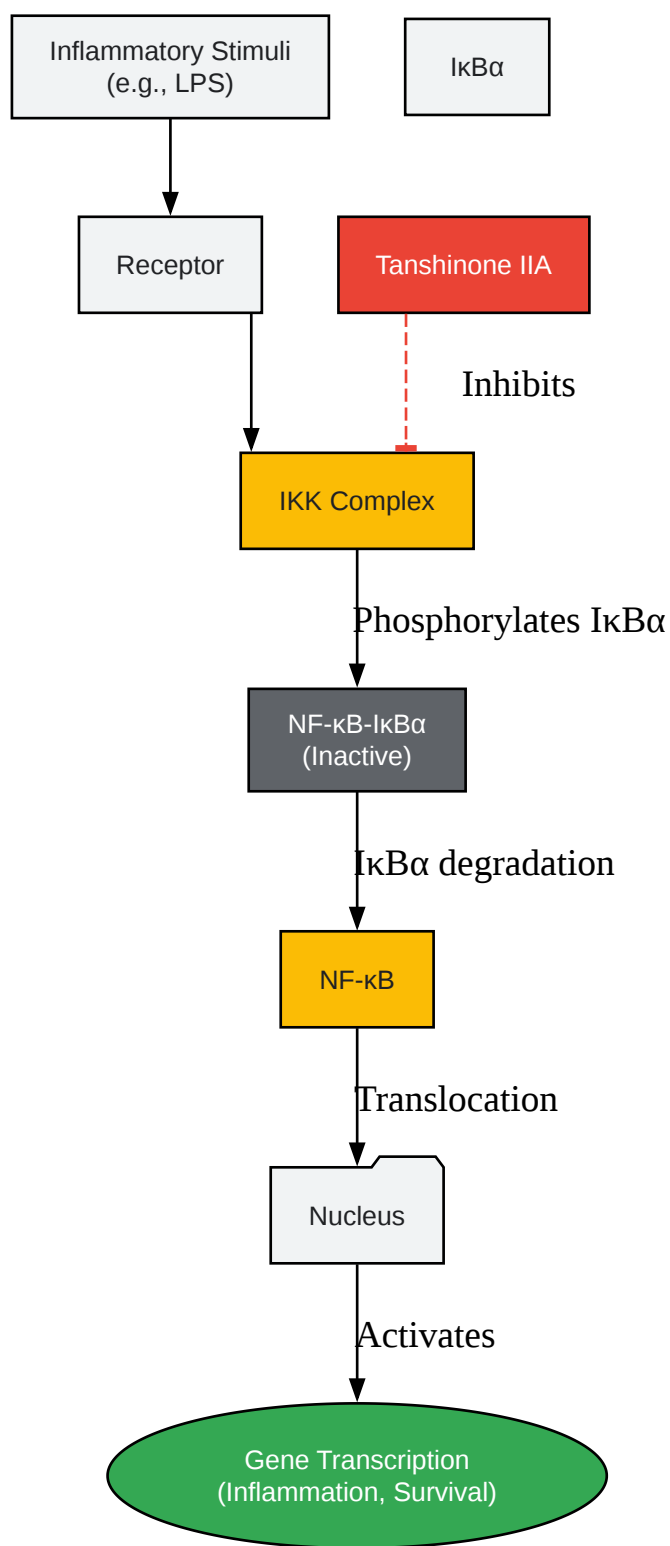 Inflammatory Stimuli
(e.g., LPS)
IκBα
Receptor
Tanshinone IIA
Inhibits
IKK Complex
Phosphorylates IκBα
NF-κB-IκBα
(Inactive)
IκBα degradation
NF-κB
Translocation
Nucleus
Activates
Gene Transcription
(Inflammation, Survival)